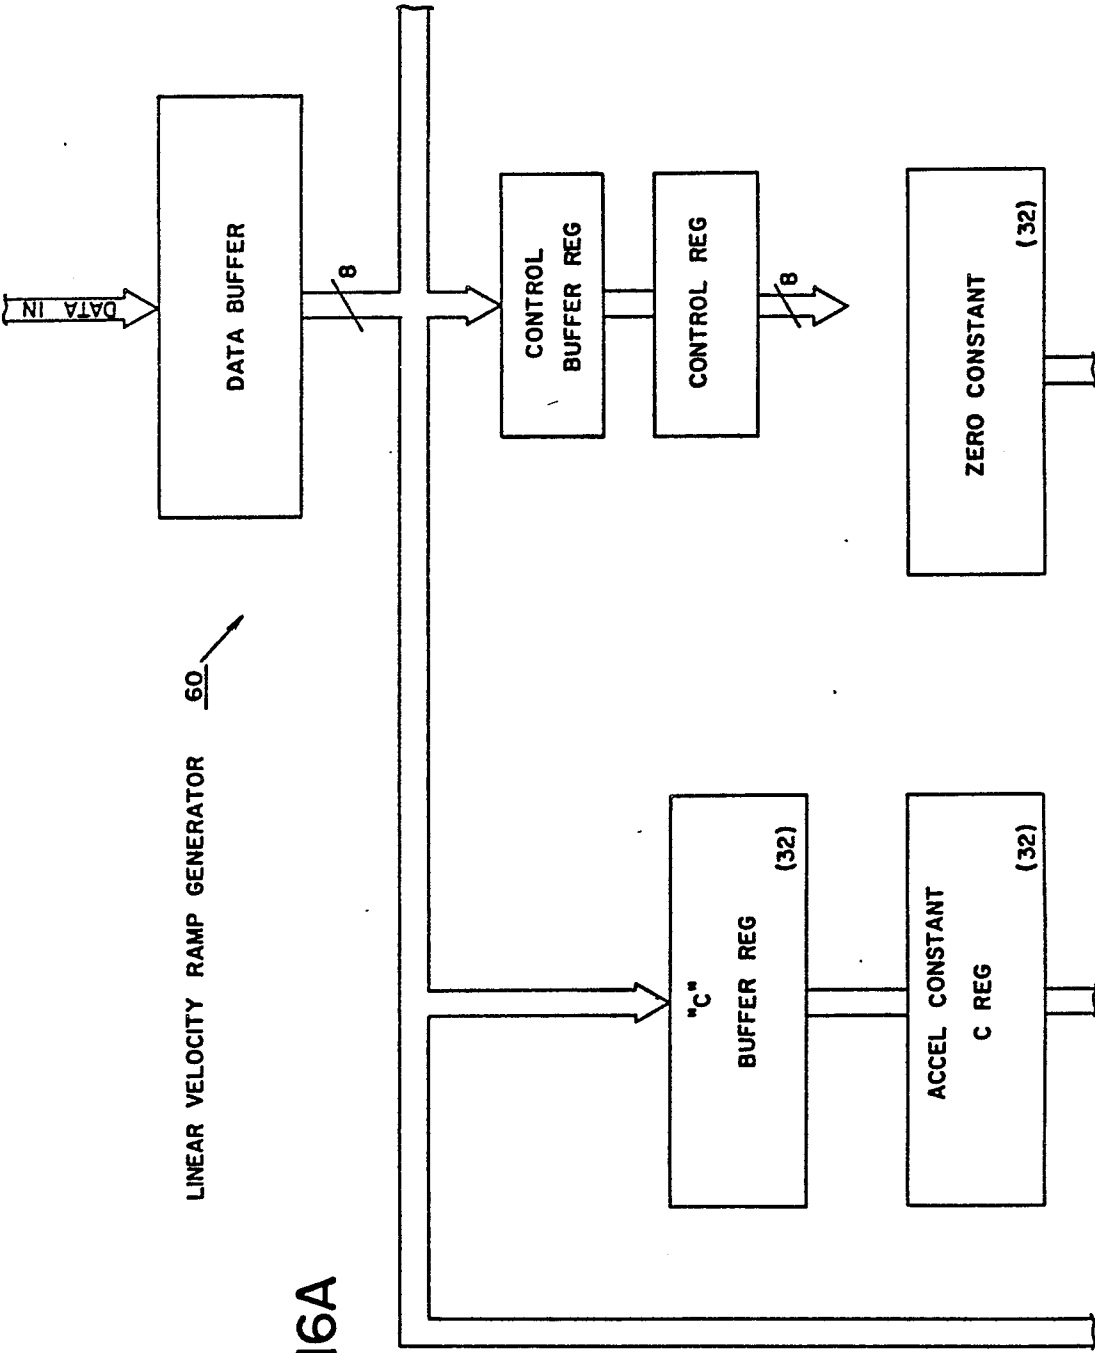 DATA IN
DATA BUFFER
8
LINEAR VELOCITY RAMP GENERATOR 60
16A
CONTROL
BUFFER REG
CONTROL REG
8
"C"
BUFFER REG
(32)
ACCEL CONSTANT
C REG
(32)
ZERO CONSTANT
(32)